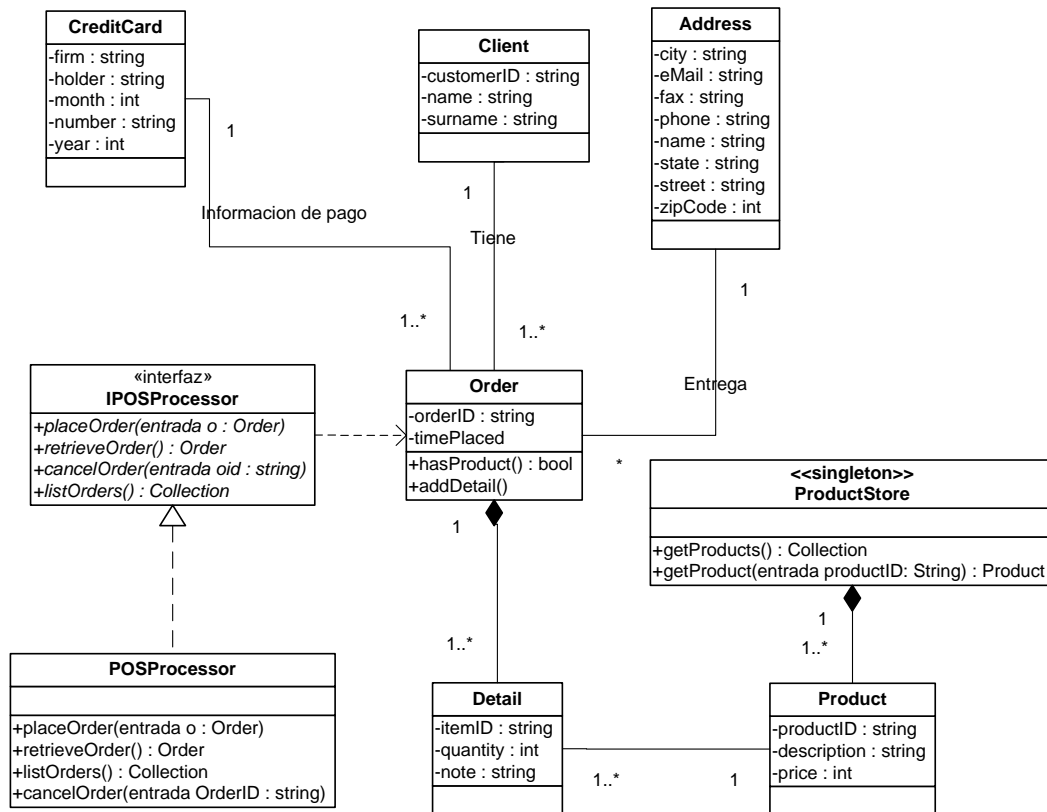 CreditCard
-firm : string
-holder : string
-month : int
-number : string
-year : int
Client
-customerID : string
-name : string
-surname : string
Address
-city : string
-eMail : string
-fax : string
-phone : string
-name : string
-state : string
-street : string
-zipCode : int
1
Informacion de pago
1..*
1
Tiene
1..*
1
Entrega
*
«interfaz»
IPOSProcessor
+placeOrder(entrada o : Order)
+retrieveOrder() : Order
+cancelOrder(entrada oid : string)
+listOrders() : Collection
Order
-orderID : string
-timePlaced
+hasProduct() : bool
+addDetail()
<<singleton>>
ProductStore
+getProducts() : Collection
+getProduct(entrada productID: String) : Product
1
1..*
1
1..*
POSProcessor
+placeOrder(entrada o : Order)
+retrieveOrder() : Order
+listOrders() : Collection
+cancelOrder(entrada OrderID : string)
Detail
-itemID : string
-quantity : int
-note : string
1..*
1
Product
-productID : string
-description : string
-price : int